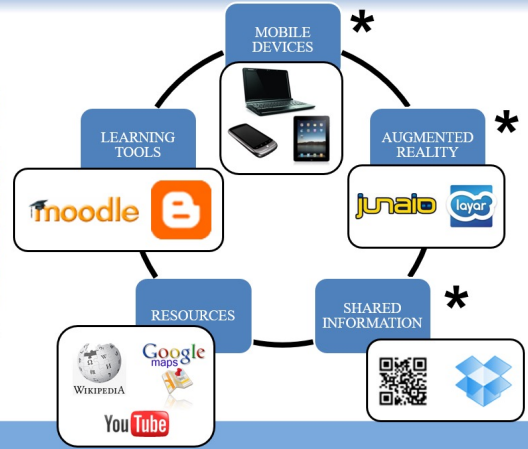 MOBILE
DEVICES
*
LEARNING
TOOLS
moodle
AUGMENTED
REALITY
*
junaio
layar
RESOURCES
WIKIPEDIA
Google
maps
YouTube
SHARED
INFORMATION
*